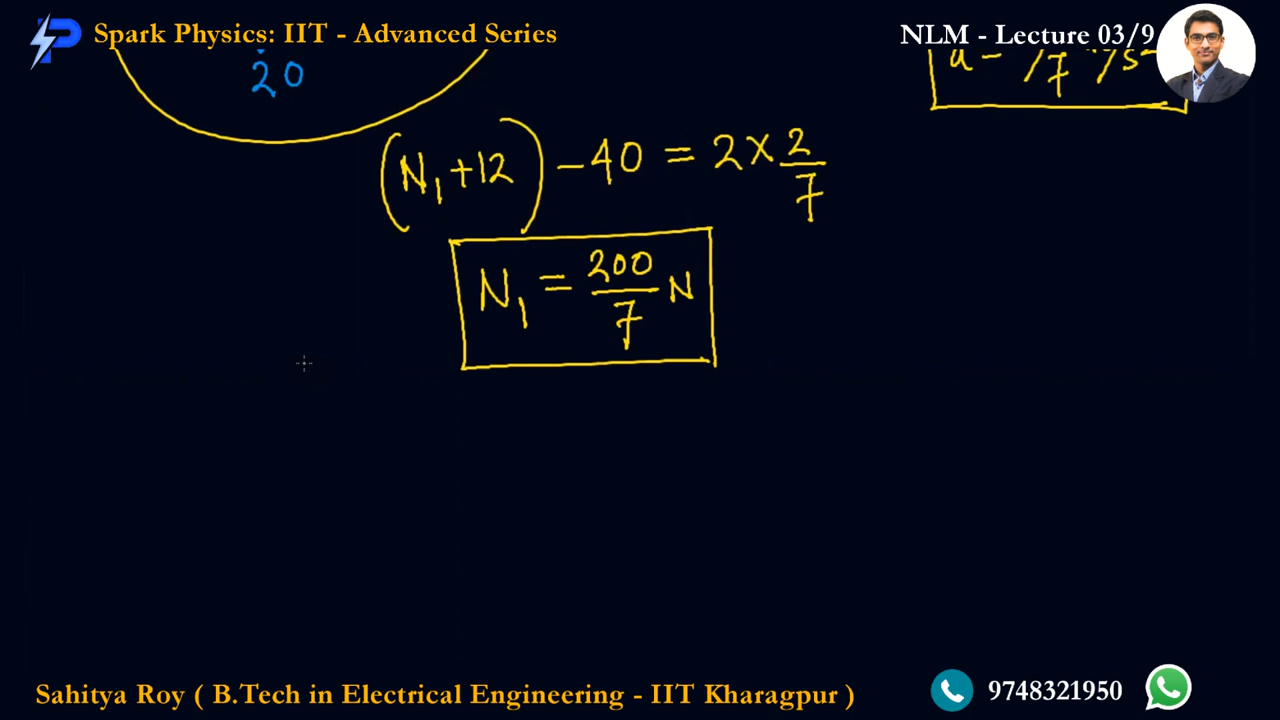 Spark Physics: IIT - Advanced Series
NLM - Lecture 03/9
20
(N₁+12) - 40 = 2 × 2/7
N₁ = 200/7 N
Sahitya Roy ( B.Tech in Electrical Engineering - IIT Kharagpur )
9748321950